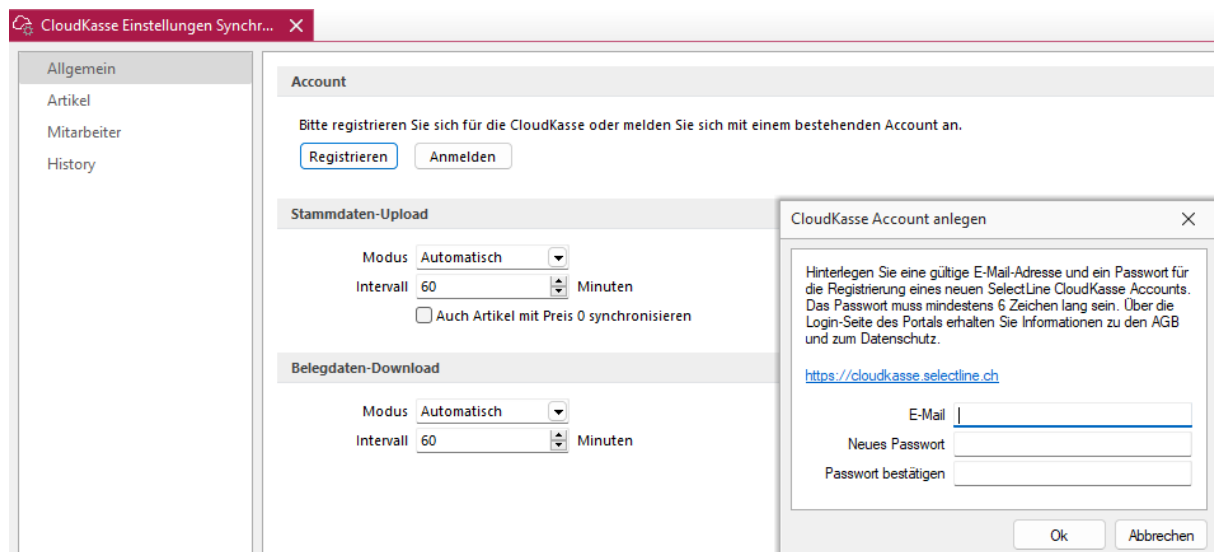 CloudKasse Einstellungen Synchr...
Allgemein
Artikel
Mitarbeiter
History
Account
Bitte registrieren Sie sich für die CloudKasse oder melden Sie sich mit einem bestehenden Account an.
Registrieren Anmelden
Stammdaten-Upload
Modus Automatisch
Intervall 60 Minuten
Auch Artikel mit Preis 0 synchronisieren
Belegdaten-Download
Modus Automatisch
Intervall 60 Minuten
CloudKasse Account anlegen
Hinterlegen Sie eine gültige E-Mail-Adresse und ein Passwort für
die Registrierung eines neuen SelectLine CloudKasse Accounts.
Das Passwort muss mindestens 6 Zeichen lang sein. Über die
Login-Seite des Portals erhalten Sie Informationen zu den AGB
und zum Datenschutz.
https://cloudkasse.selectline.ch
E-Mail
Neues Passwort
Passwort bestätigen
Ok Abbrechen